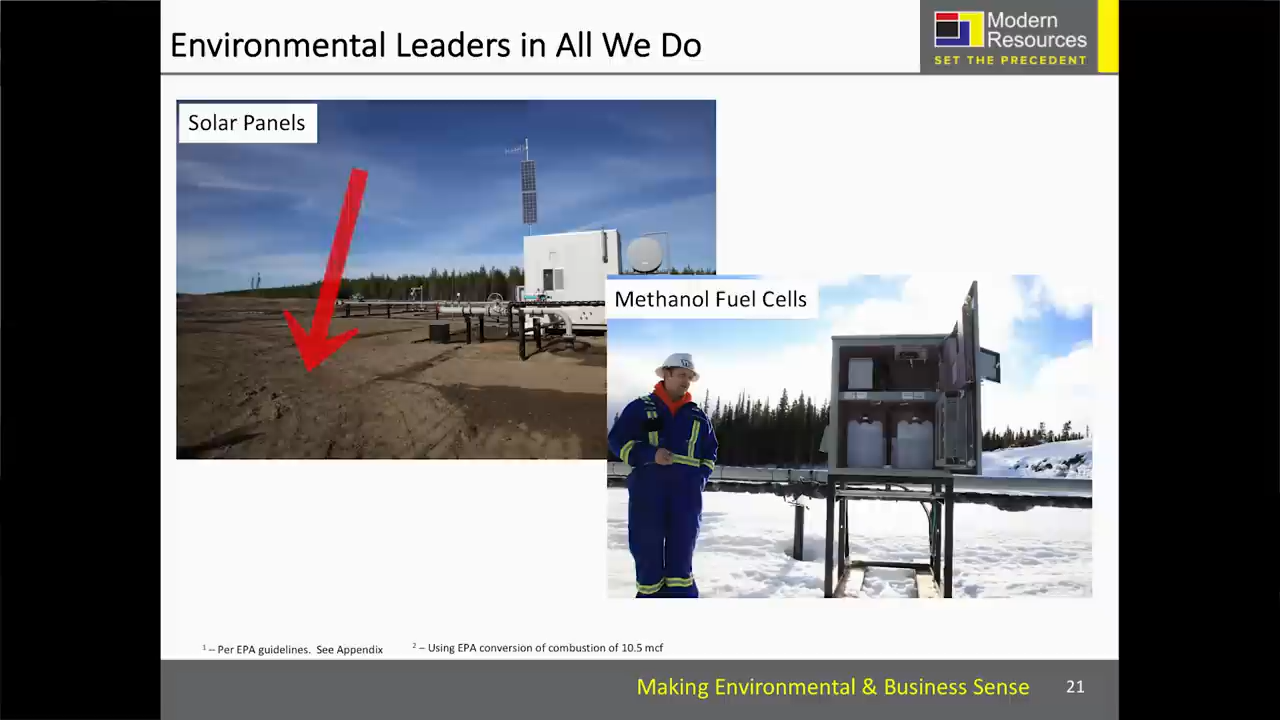 Environmental Leaders in All We Do
Modern
Resources
SET THE PRECEDENT
Solar Panels
Methanol Fuel Cells
1 – Per EPA guidelines. See Appendix
2 – Using EPA conversion of combustion of 10.5 mcf
Making Environmental & Business Sense
21